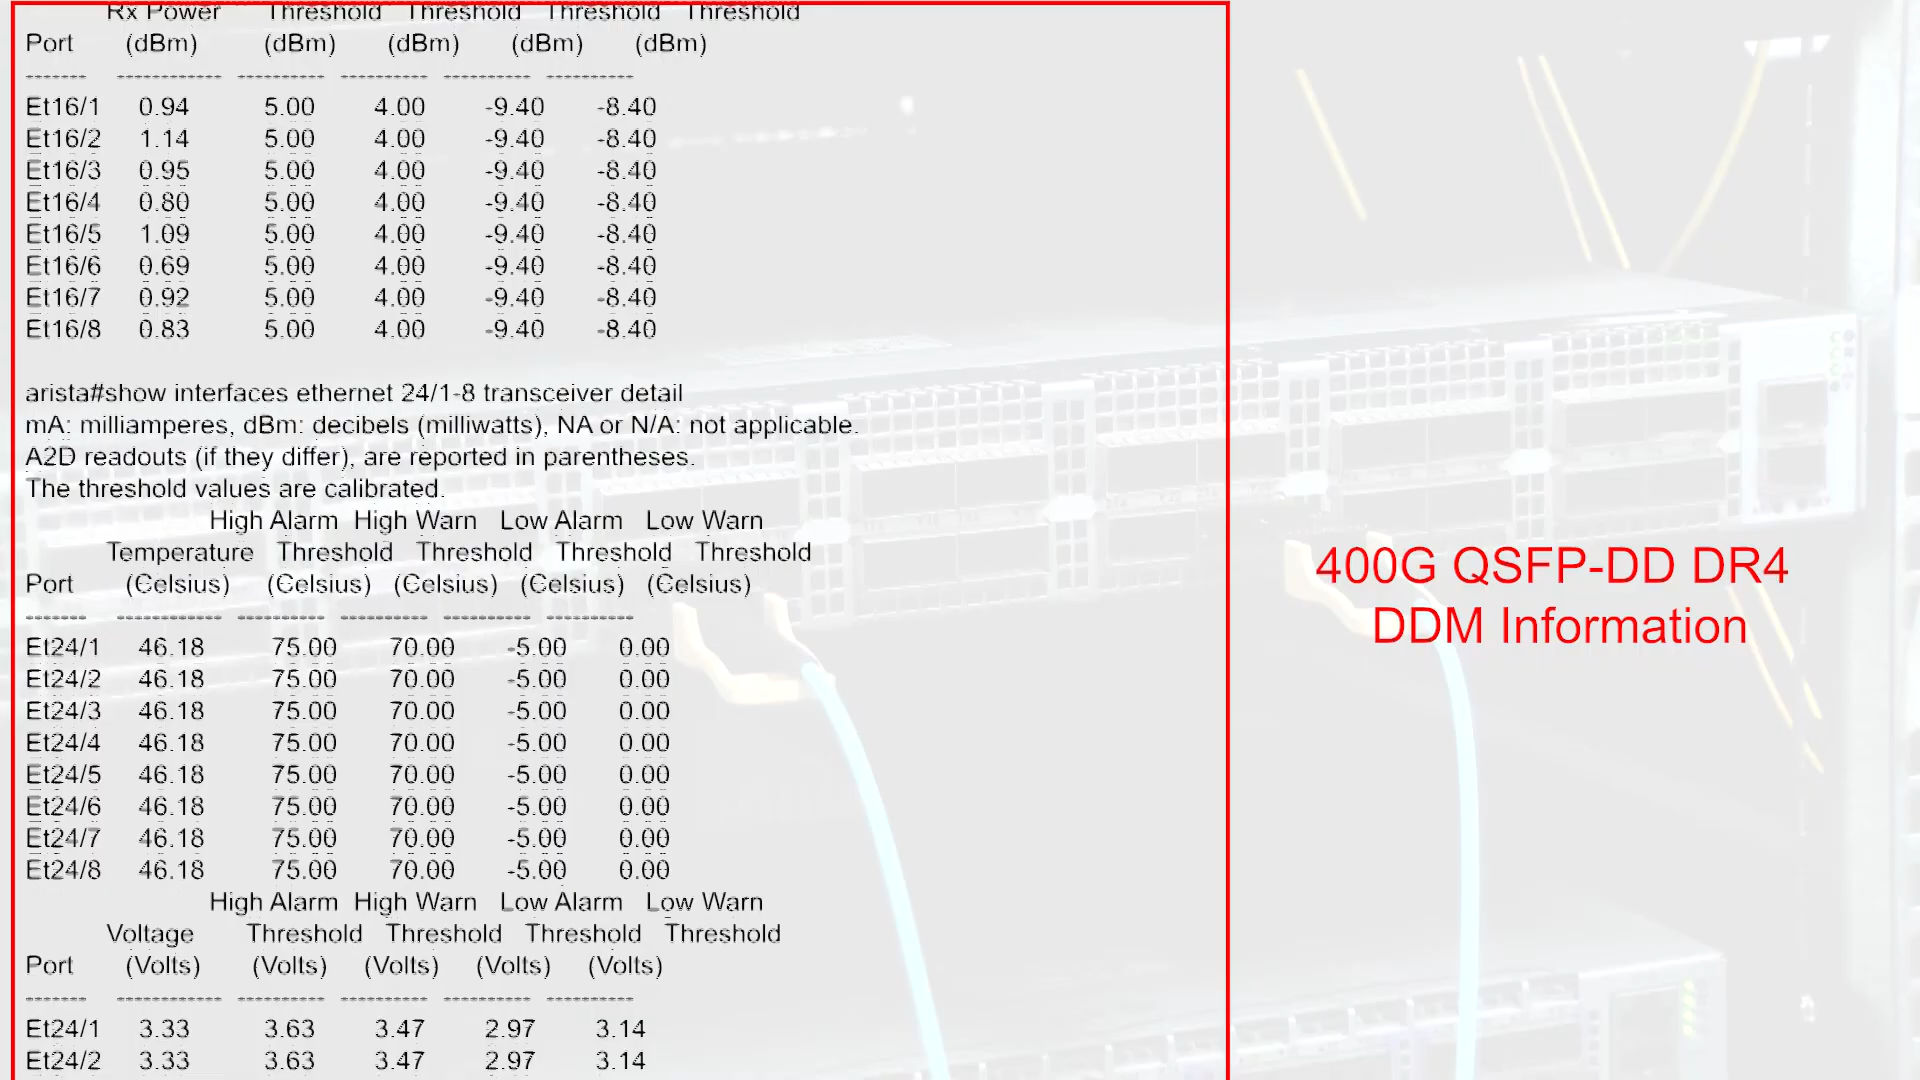 Rx Power Threshold Threshold Threshold Threshold
Port (dBm) (dBm) (dBm) (dBm) (dBm)
------- ------------ ---------- ---------- ---------- ----------
Et16/1 0.94 5.00 4.00 -9.40 -8.40
Et16/2 1.14 5.00 4.00 -9.40 -8.40
Et16/3 0.95 5.00 4.00 -9.40 -8.40
Et16/4 0.80 5.00 4.00 -9.40 -8.40
Et16/5 1.09 5.00 4.00 -9.40 -8.40
Et16/6 0.69 5.00 4.00 -9.40 -8.40
Et16/7 0.92 5.00 4.00 -9.40 -8.40
Et16/8 0.83 5.00 4.00 -9.40 -8.40
arista#show interfaces ethernet 24/1-8 transceiver detail
mA: milliamperes, dBm: decibels (milliwatts), NA or N/A: not applicable.
A2D readouts (if they differ), are reported in parentheses.
The threshold values are calibrated.
High Alarm High Warn Low Alarm Low Warn
Temperature Threshold Threshold Threshold Threshold
Port (Celsius) (Celsius) (Celsius) (Celsius) (Celsius)
------- ------------ ---------- ---------- ---------- ----------
Et24/1 46.18 75.00 70.00 -5.00 0.00
Et24/2 46.18 75.00 70.00 -5.00 0.00
Et24/3 46.18 75.00 70.00 -5.00 0.00
Et24/4 46.18 75.00 70.00 -5.00 0.00
Et24/5 46.18 75.00 70.00 -5.00 0.00
Et24/6 46.18 75.00 70.00 -5.00 0.00
Et24/7 46.18 75.00 70.00 -5.00 0.00
Et24/8 46.18 75.00 70.00 -5.00 0.00
High Alarm High Warn Low Alarm Low Warn
Voltage Threshold Threshold Threshold Threshold
Port (Volts) (Volts) (Volts) (Volts) (Volts)
------- ------------ ---------- ---------- ---------- ----------
Et24/1 3.33 3.63 3.47 2.97 3.14
Et24/2 3.33 3.63 3.47 2.97 3.14
400G QSFP-DD DR4
DDM Information